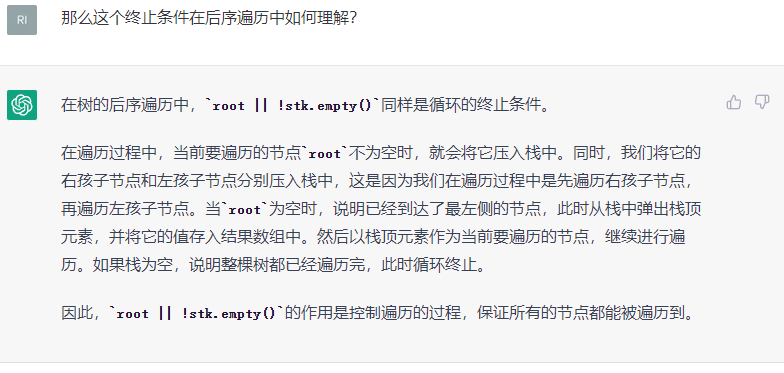 RI
那么这个终止条件在后序遍历中如何理解？
在树的后序遍历中，`root || !stk.empty()`同样是循环的终止条件。
在遍历过程中，当前要遍历的节点`root`不为空时，就会将它压入栈中。同时，我们将它的
右孩子节点和左孩子节点分别压入栈中，这是因为我们在遍历过程中是先遍历右孩子节点，
再遍历左孩子节点。当`root`为空时，说明已经到达了最左侧的节点，此时从栈中弹出栈顶
元素，并将它的值存入结果数组中。然后以栈顶元素作为当前要遍历的节点，继续进行遍
历。如果栈为空，说明整棵树都已经遍历完，此时循环终止。
因此，`root || !stk.empty()`的作用是控制遍历的过程，保证所有的节点都能被遍历到。